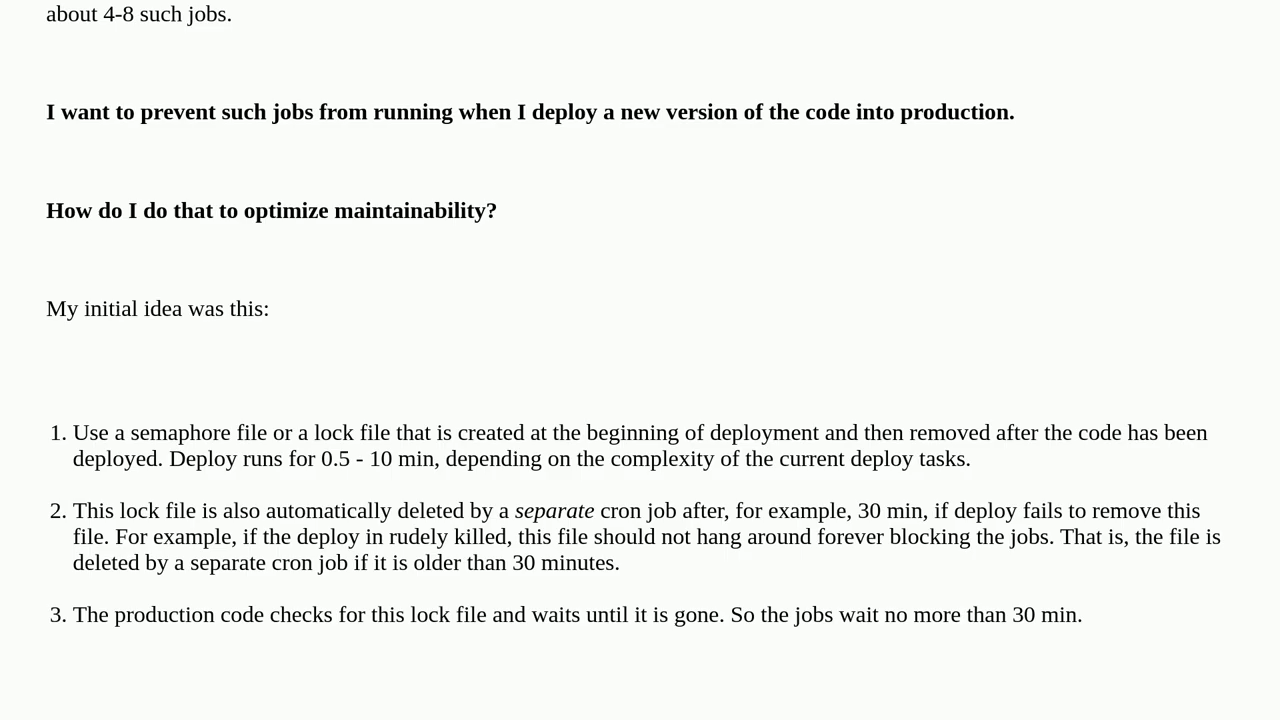 about 4-8 such jobs.
I want to prevent such jobs from running when I deploy a new version of the code into production.
How do I do that to optimize maintainability?
My initial idea was this:
1. Use a semaphore file or a lock file that is created at the beginning of deployment and then removed after the code has been
deployed. Deploy runs for 0.5 - 10 min, depending on the complexity of the current deploy tasks.
2. This lock file is also automatically deleted by a separate cron job after, for example, 30 min, if deploy fails to remove this
file. For example, if the deploy in rudely killed, this file should not hang around forever blocking the jobs. That is, the file is
deleted by a separate cron job if it is older than 30 minutes.
3. The production code checks for this lock file and waits until it is gone. So the jobs wait no more than 30 min.